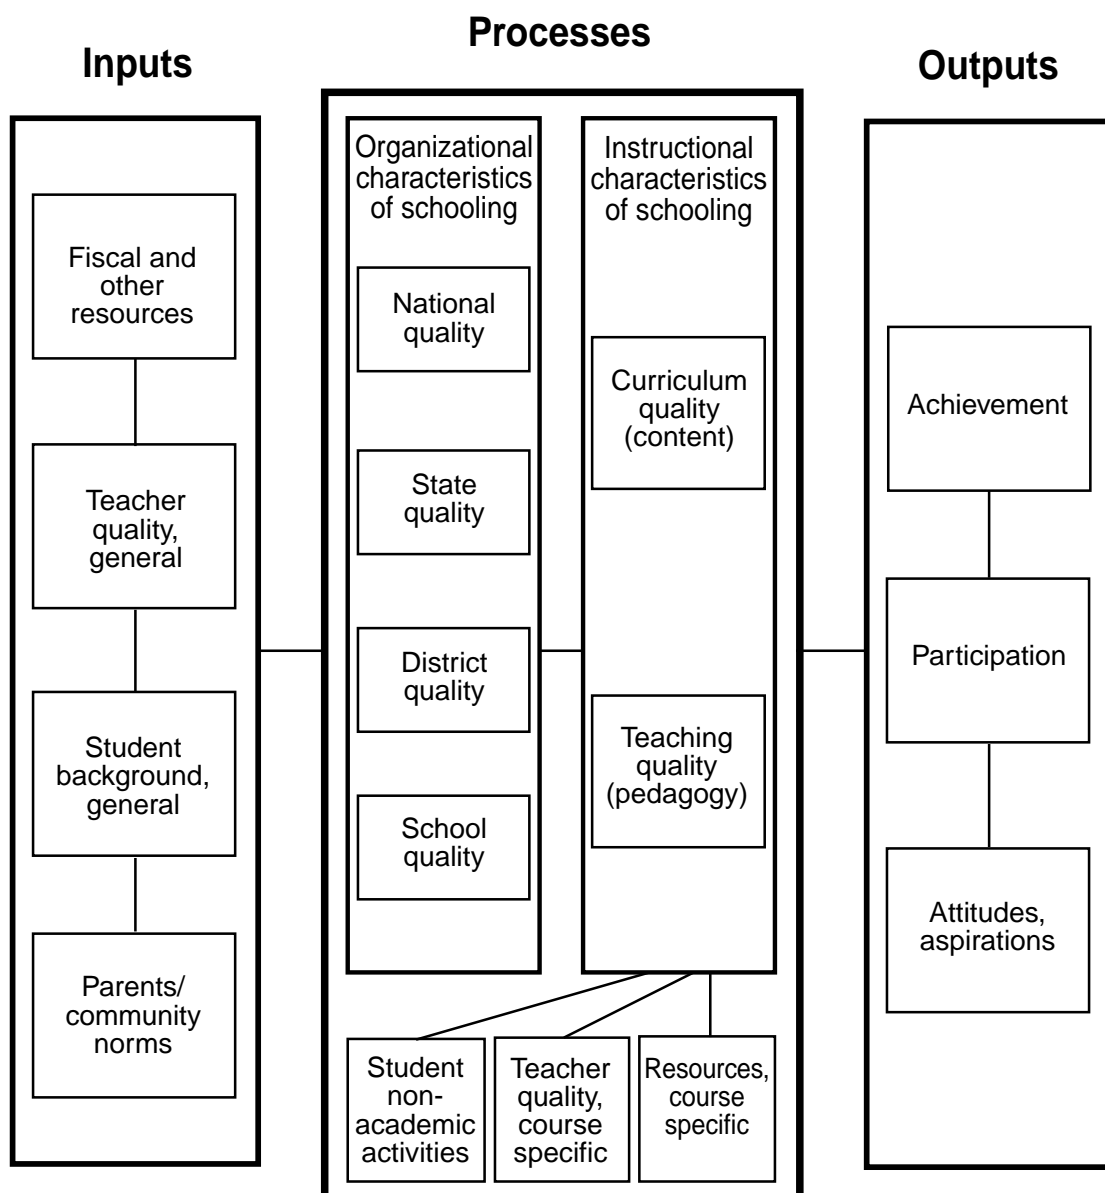 Inputs
Fiscal and
other
resources
Teacher
quality,
general
Student
background,
general
Parents/
community
norms
Processes
Organizational
characteristics
of schooling
National
quality
State
quality
District
quality
School
quality
Instructional
characteristics
of schooling
Curriculum
quality
(content)
Teaching
quality
(pedagogy)
Student
non-
academic
activities
Teacher
quality,
course
specific
Resources,
course
specific
Outputs
Achievement
Participation
Attitudes,
aspirations